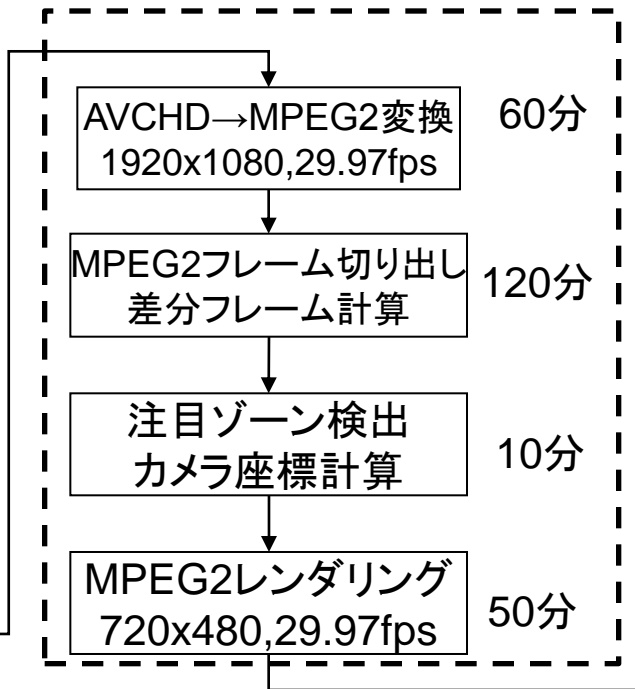 AVCHD→MPEG2変換
1920x1080,29.97fps
60分
MPEG2フレーム切り出し
差分フレーム計算
120分
注目ゾーン検出
カメラ座標計算
10分
MPEG2レンダリング
720x480,29.97fps
50分